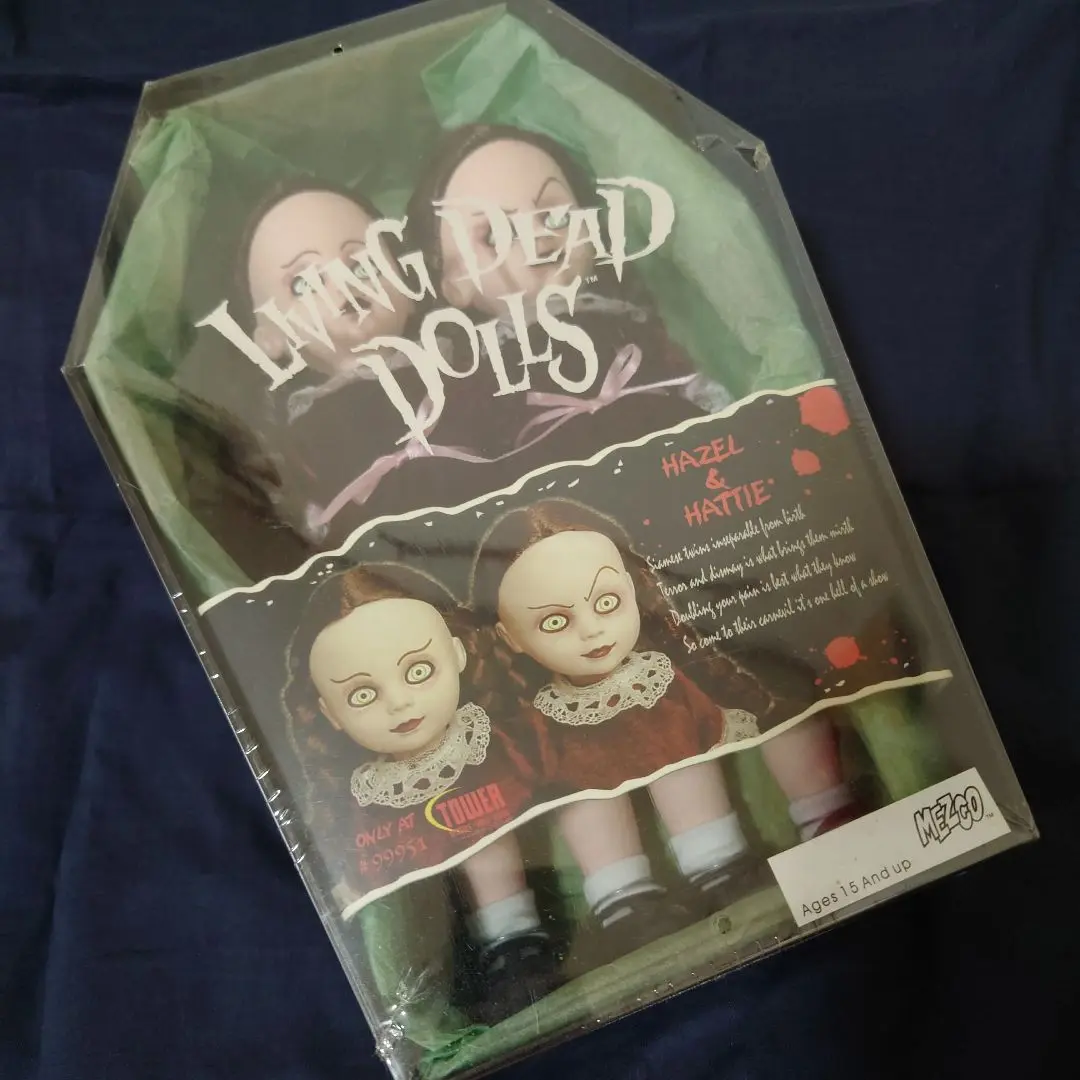 LIVING DEAD
DOLLS™
HAZEL
&
HATTIE
Siamese twins inseparable from birth
Terror and dismay is what brings them mirth
Doubling your pain is best what they know
So come to their carnevil it's one hell of a show
ONLY AT TOWER
#99951
MEZCO™
Ages 15 And up